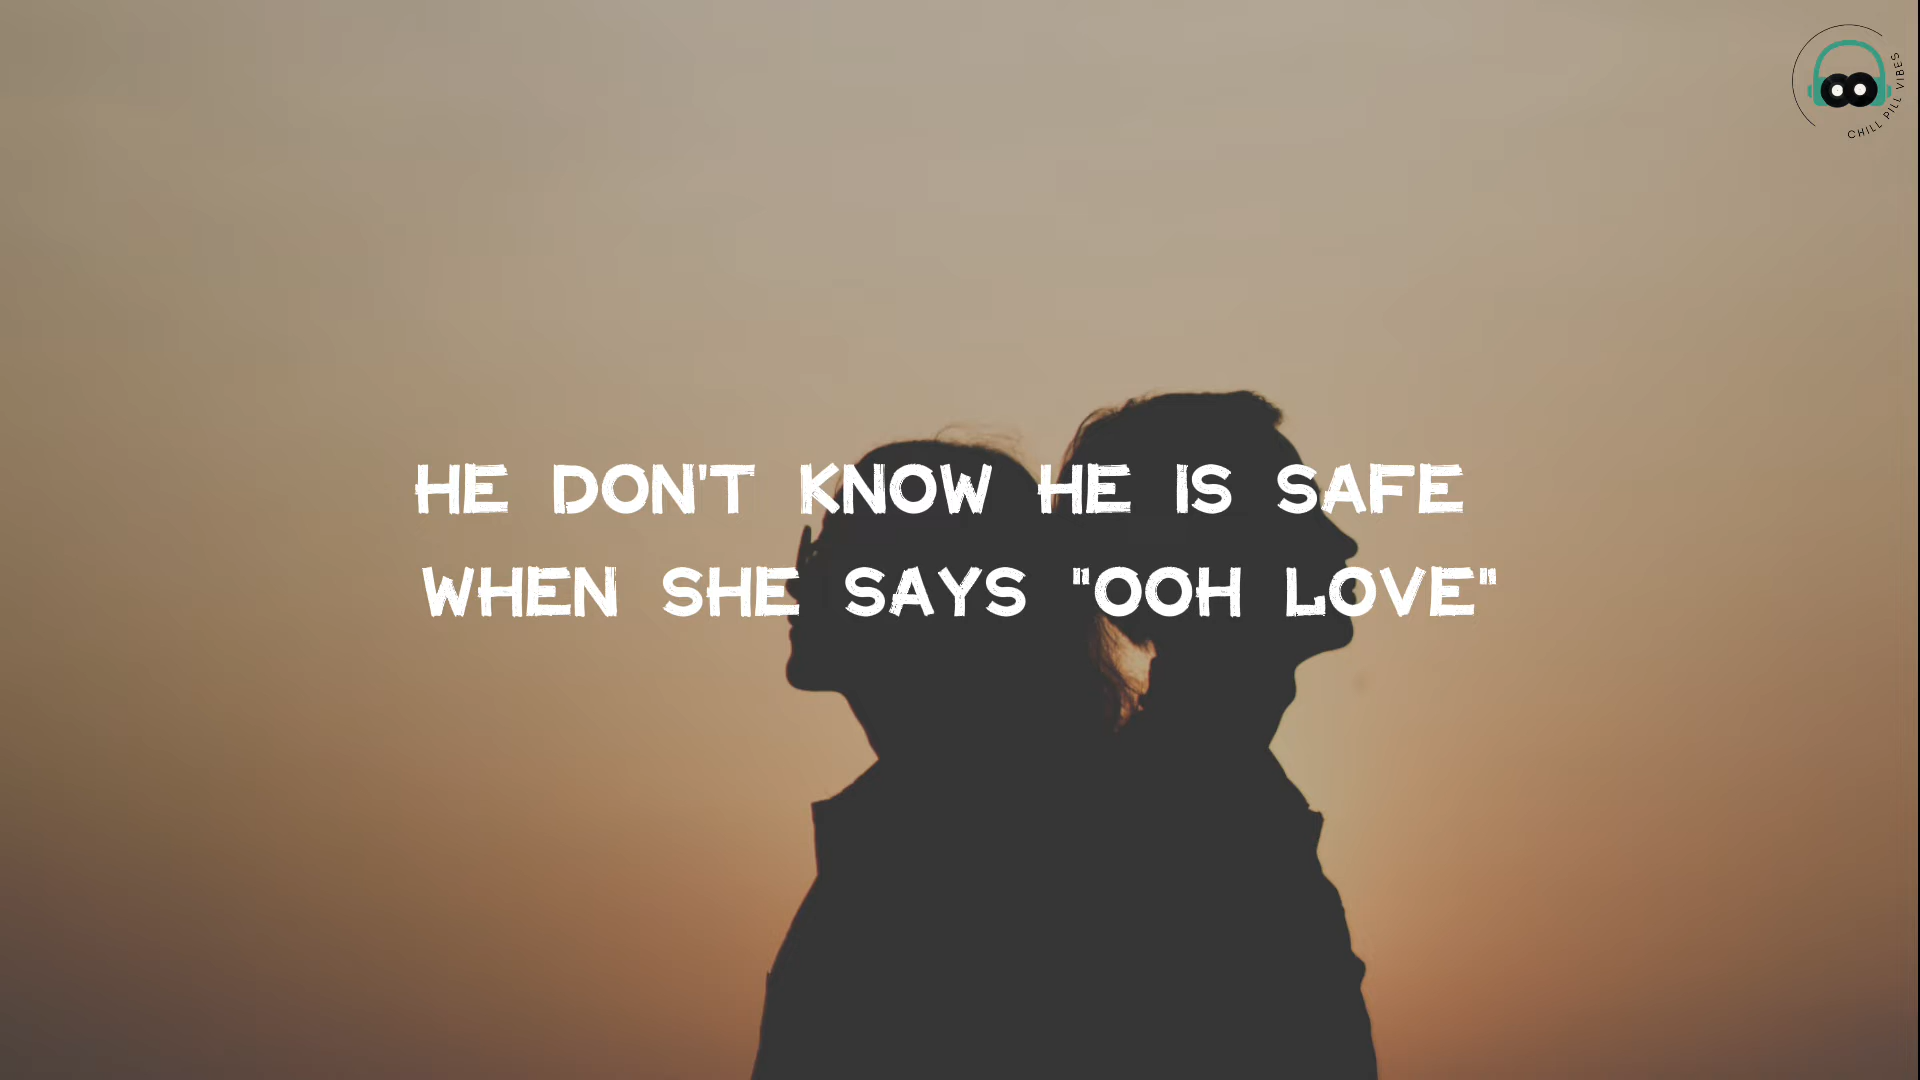 HE DON'T KNOW HE IS SAFE
WHEN SHE SAYS "OOH LOVE"
CHILL PILL VIBES